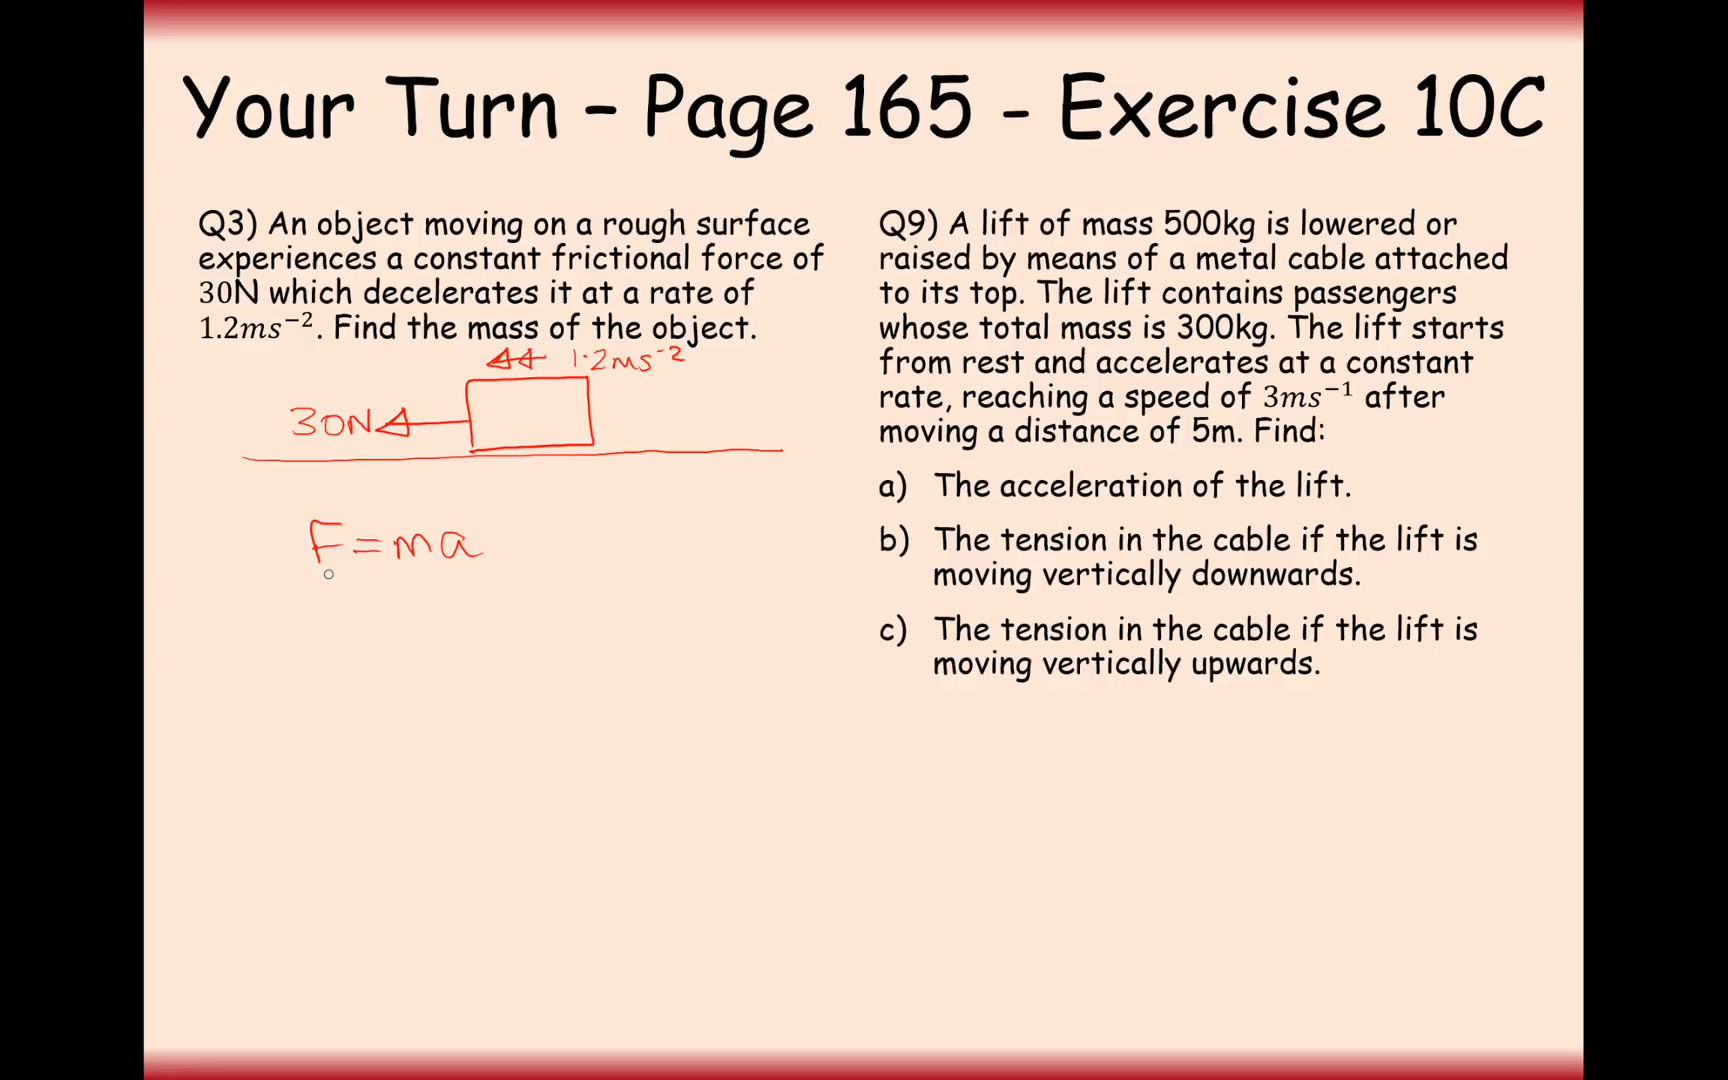 Your Turn – Page 165 - Exercise 10C
Q3) An object moving on a rough surface
experiences a constant frictional force of
30N which decelerates it at a rate of
1.2ms⁻². Find the mass of the object.
1.2ms⁻²
30N
F=ma
Q9) A lift of mass 500kg is lowered or
raised by means of a metal cable attached
to its top. The lift contains passengers
whose total mass is 300kg. The lift starts
from rest and accelerates at a constant
rate, reaching a speed of 3ms⁻¹ after
moving a distance of 5m. Find:
a) The acceleration of the lift.
b) The tension in the cable if the lift is
moving vertically downwards.
c) The tension in the cable if the lift is
moving vertically upwards.